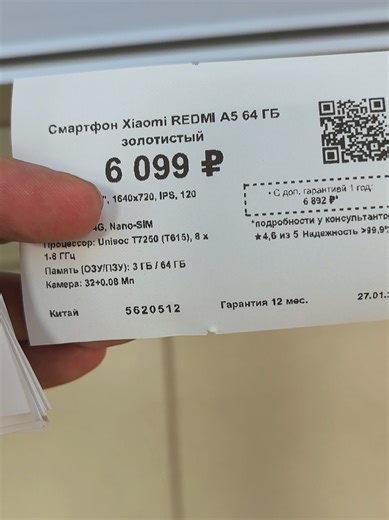 Смартфон Xiaomi REDMI A5 64 ГБ
золотистый
6 099 ₽
", 1640x720, IPS, 120
4G, Nano-SIM
Процессор: Unisoc T7250 (T615), 8 x
1.8 ГГц
Память (ОЗУ/ПЗУ): 3 ГБ / 64 ГБ
Камера: 32+0.08 Мп
Китай
5620512
Гарантия 12 мес.
27.01.
* С доп. гарантией 1 год:
6 892 ₽*
*подробности у консультанто
★4,6 из 5 Надежность >99,9%